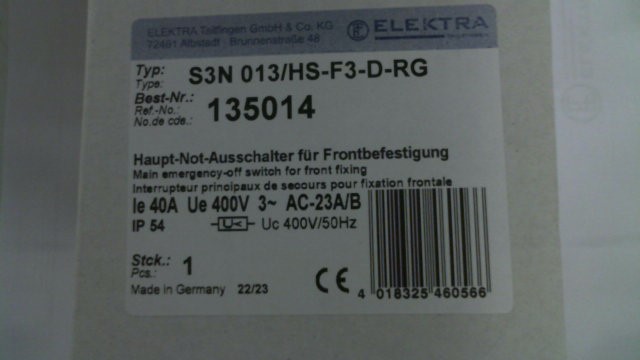 ELEKTRA Tailfingen GmbH & Co. KG
72461 Albstadt · Brunnenstraße 48
ELEKTRA
TAILFINGEN
Typ: S3N 013/HS-F3-D-RG
Type:
Best-Nr.: 135014
Ref.-No.:
No.de cde.:
Haupt-Not-Ausschalter für Frontbefestigung
Main emergency-off switch for front fixing
Interrupteur principaux de secours pour fixation frontale
Ie 40A Ue 400V 3~ AC-23A/B
IP 54 Uc 400V/50Hz
Stck.: 1
Pcs.:
Made in Germany 22/23
CE
4 018325 460566